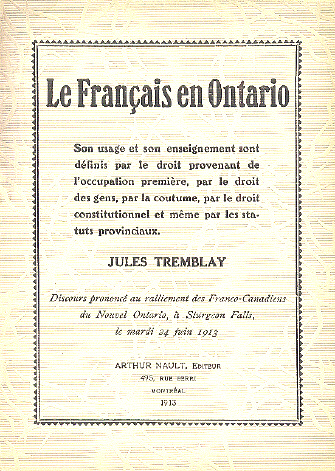 Le Français en Ontario
Son usage et son enseignement sont
définis par le droit provenant de
l'occupation première, par le droit
des gens, par la coutume, par le droit
constitutionnel et même par les sta-
tuts provinciaux.
JULES TREMBLAY
Discours prononcé au ralliement des Franco-Canadiens
du Nouvel Ontario, à Sturgeon Falls,
le mardi 24 juin 1913
ARTHUR NAULT, EDITEUR
RUE BERRI
MONTRÉAL
1913